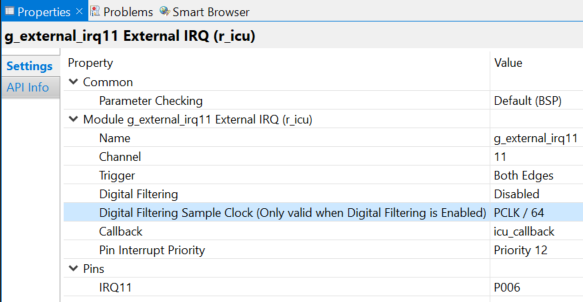 Properties × Problems Smart Browser
g_external_irq11 External IRQ (r_icu)
Settings
API Info
Property Value
Common
Parameter Checking Default (BSP)
Module g_external_irq11 External IRQ (r_icu)
Name g_external_irq11
Channel 11
Trigger Both Edges
Digital Filtering Disabled
Digital Filtering Sample Clock (Only valid when Digital Filtering is Enabled) PCLK / 64
Callback icu_callback
Pin Interrupt Priority Priority 12
Pins
IRQ11 P006